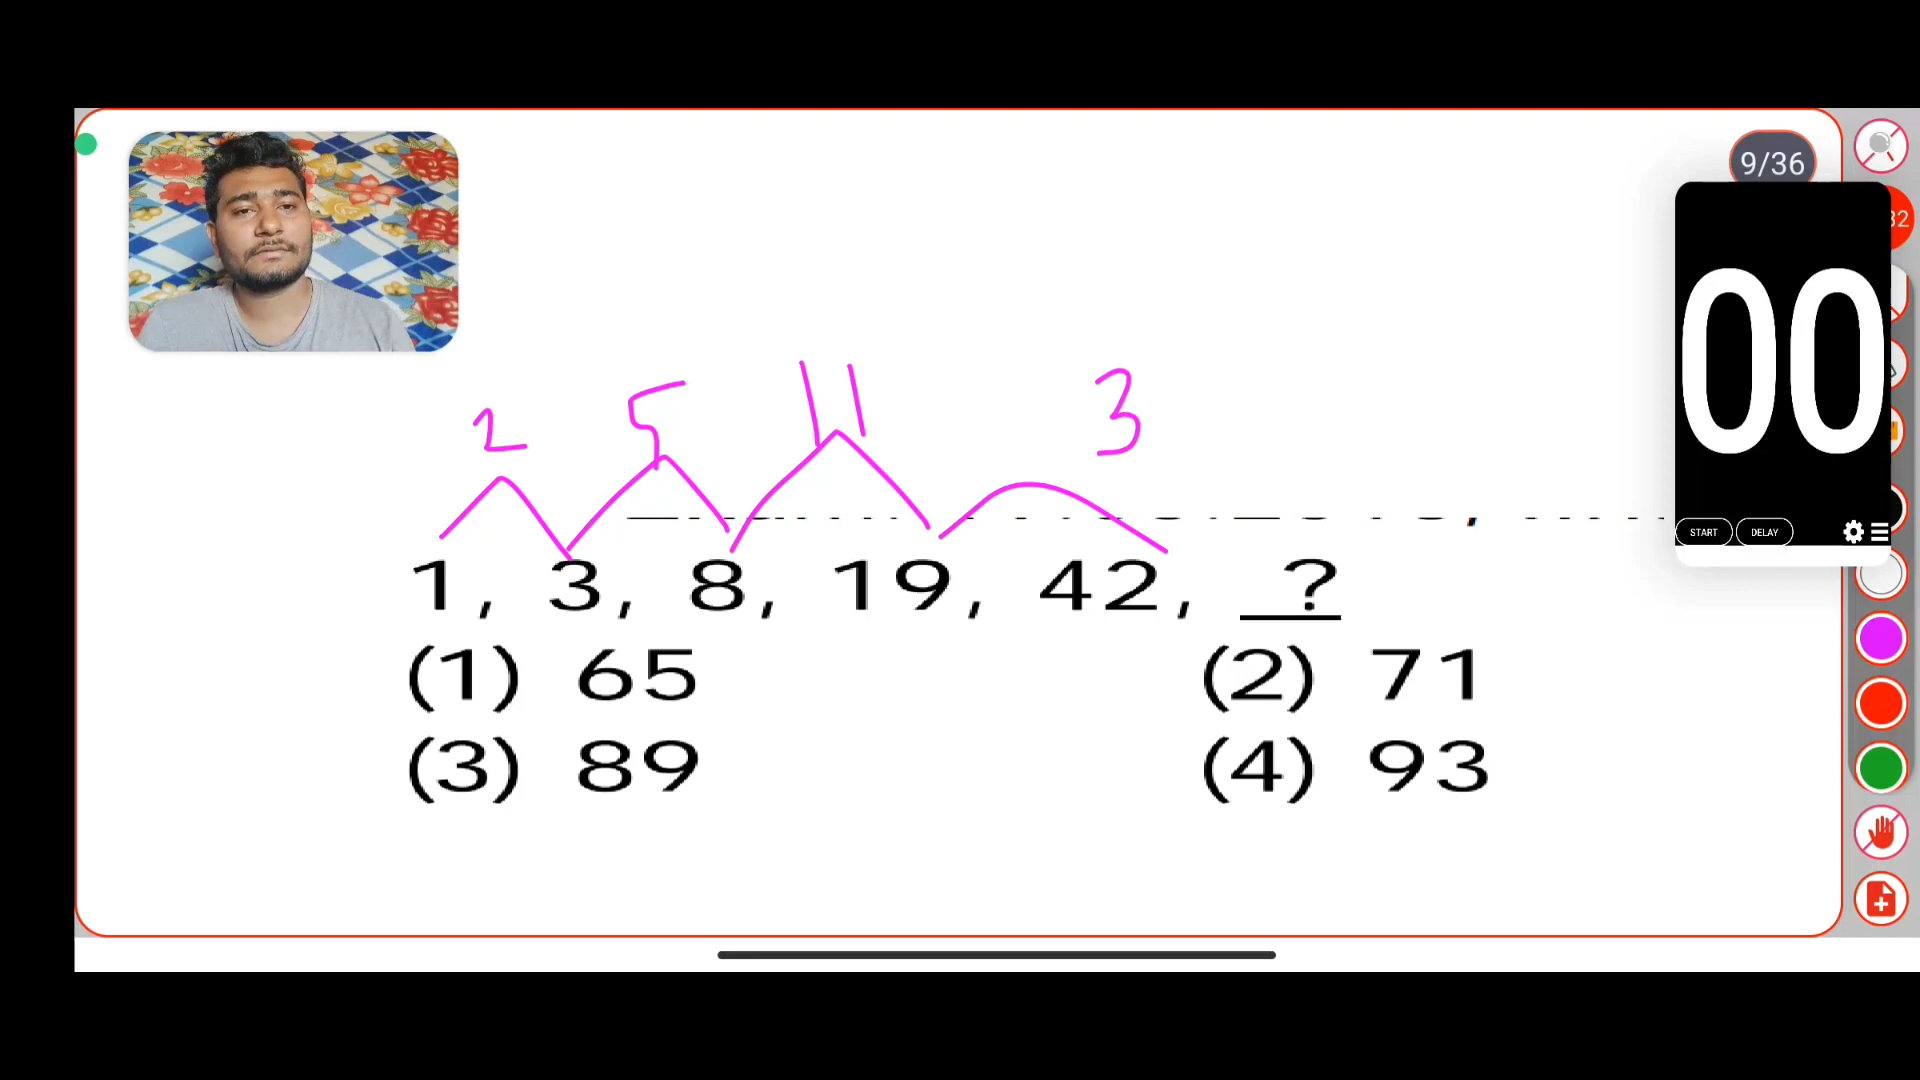 9/36
32
00
2 5 11 3
START DELAY
1, 3, 8, 19, 42, ?
(1) 65 (2) 71
(3) 89 (4) 93